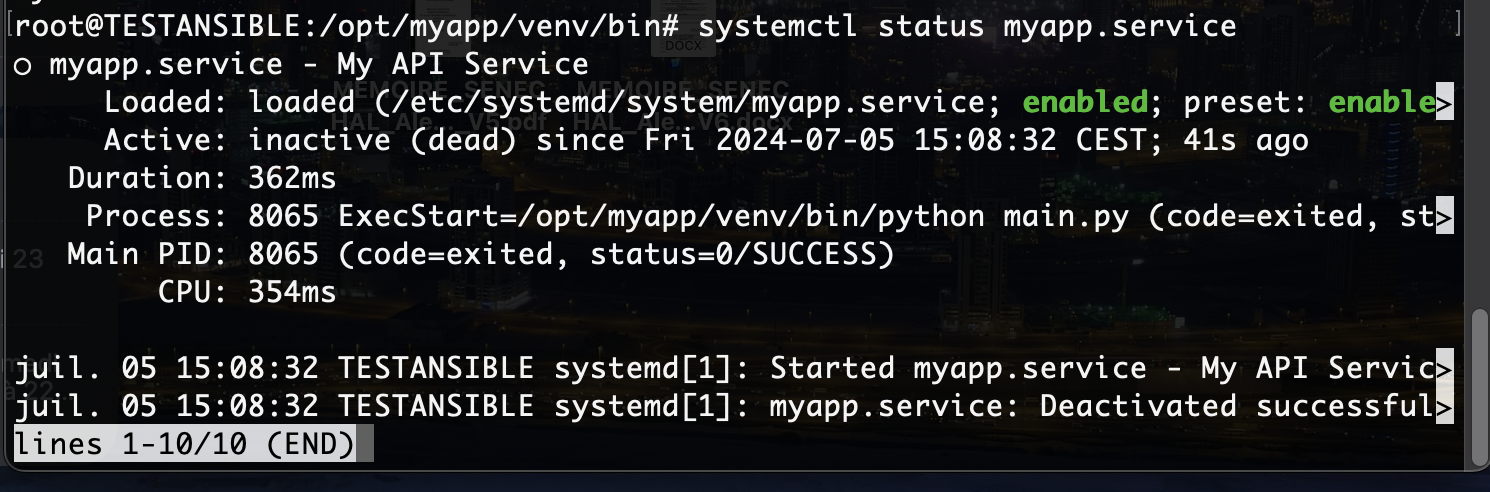 root@TESTANSIBLE:/opt/myapp/venv/bin# systemctl status myapp.service
○ myapp.service - My API Service
Loaded: loaded (/etc/systemd/system/myapp.service; enabled; preset: enable>
Active: inactive (dead) since Fri 2024-07-05 15:08:32 CEST; 41s ago
Duration: 362ms
Process: 8065 ExecStart=/opt/myapp/venv/bin/python main.py (code=exited, st>
Main PID: 8065 (code=exited, status=0/SUCCESS)
CPU: 354ms
juil. 05 15:08:32 TESTANSIBLE systemd[1]: Started myapp.service - My API Servic>
juil. 05 15:08:32 TESTANSIBLE systemd[1]: myapp.service: Deactivated successful>
lines 1-10/10 (END)